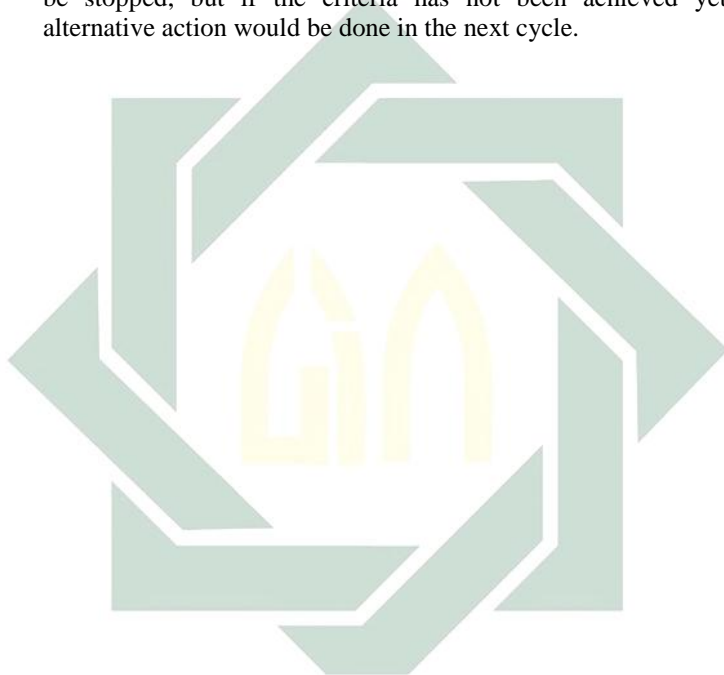 be stopped, but if the criteria has not been achieved yet
alternative action would be done in the next cycle.